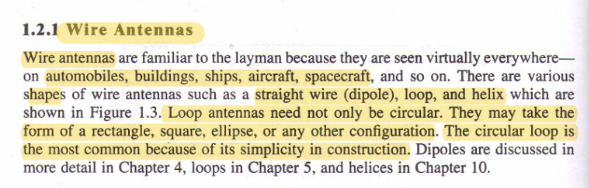 1.2.1 Wire Antennas
Wire antennas are familiar to the layman because they are seen virtually everywhere—
on automobiles, buildings, ships, aircraft, spacecraft, and so on. There are various
shapes of wire antennas such as a straight wire (dipole), loop, and helix which are
shown in Figure 1.3. Loop antennas need not only be circular. They may take the
form of a rectangle, square, ellipse, or any other configuration. The circular loop is
the most common because of its simplicity in construction. Dipoles are discussed in
more detail in Chapter 4, loops in Chapter 5, and helices in Chapter 10.